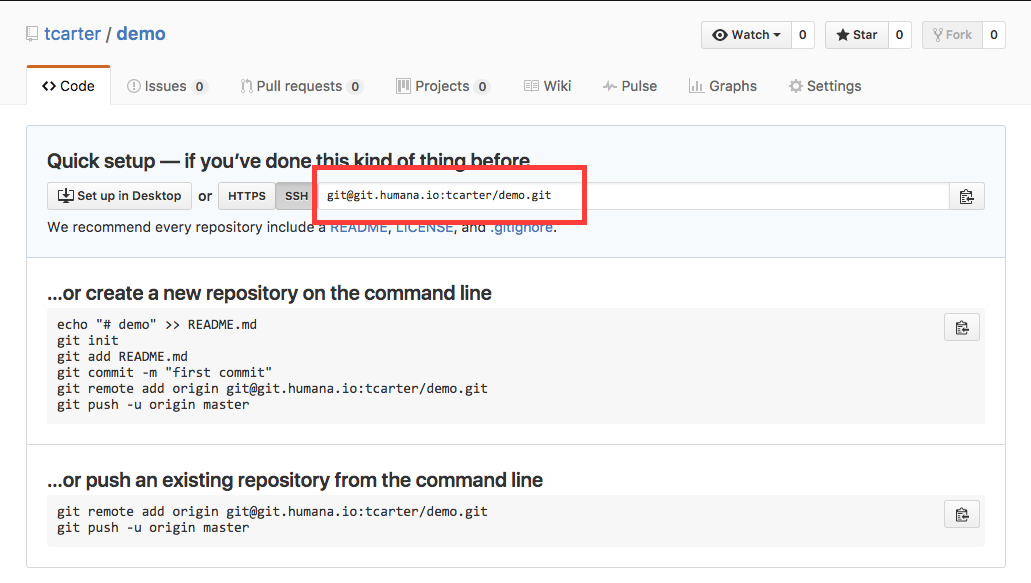 tcarter / demo
Watch 0 Star 0 Fork 0
Code Issues 0 Pull requests 0 Projects 0 Wiki Pulse Graphs Settings
Quick setup — if you’ve done this kind of thing before
Set up in Desktop or HTTPS SSH git@git.humana.io:tcarter/demo.git
We recommend every repository include a README, LICENSE, and .gitignore.
…or create a new repository on the command line
echo "# demo" >> README.md
git init
git add README.md
git commit -m "first commit"
git remote add origin git@git.humana.io:tcarter/demo.git
git push -u origin master
…or push an existing repository from the command line
git remote add origin git@git.humana.io:tcarter/demo.git
git push -u origin master